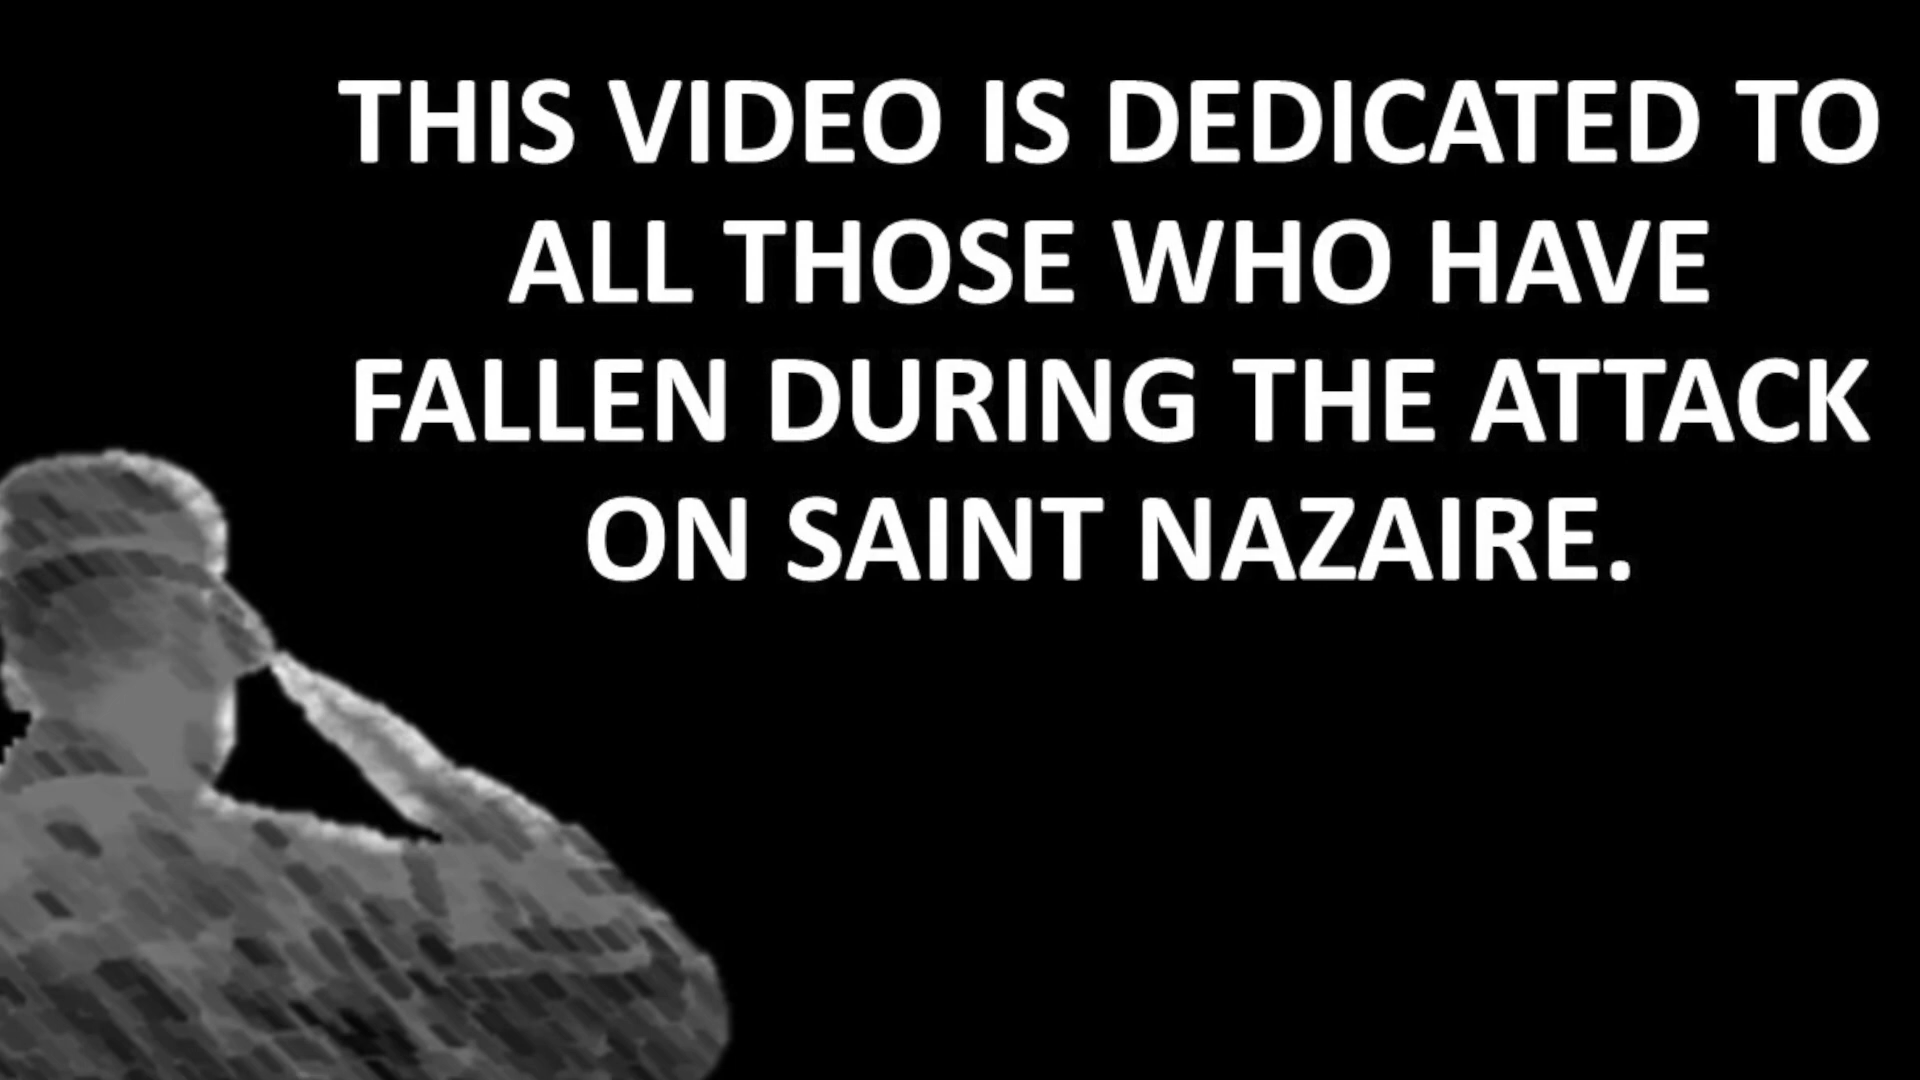 THIS VIDEO IS DEDICATED TO
ALL THOSE WHO HAVE
FALLEN DURING THE ATTACK
ON SAINT NAZAIRE.